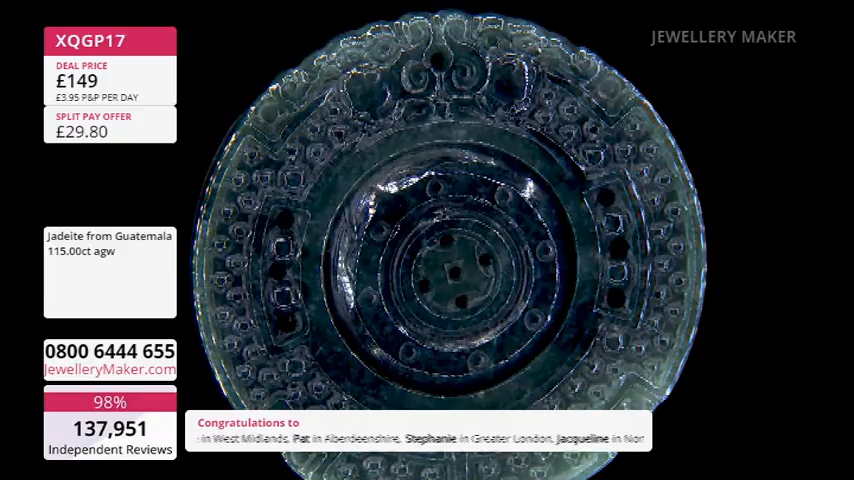 XQGP17
DEAL PRICE
£149
£3.95 P&P PER DAY
SPLIT PAY OFFER
£29.80
JEWELLERY MAKER
Jadeite from Guatemala
115.00ct agw
0800 6444 655
JewelleryMaker.com
98%
137,951
Independent Reviews
Congratulations to
in West Midlands, Pat in Aberdeenshire, Stephanie in Greater London, Jacqueline in Nor